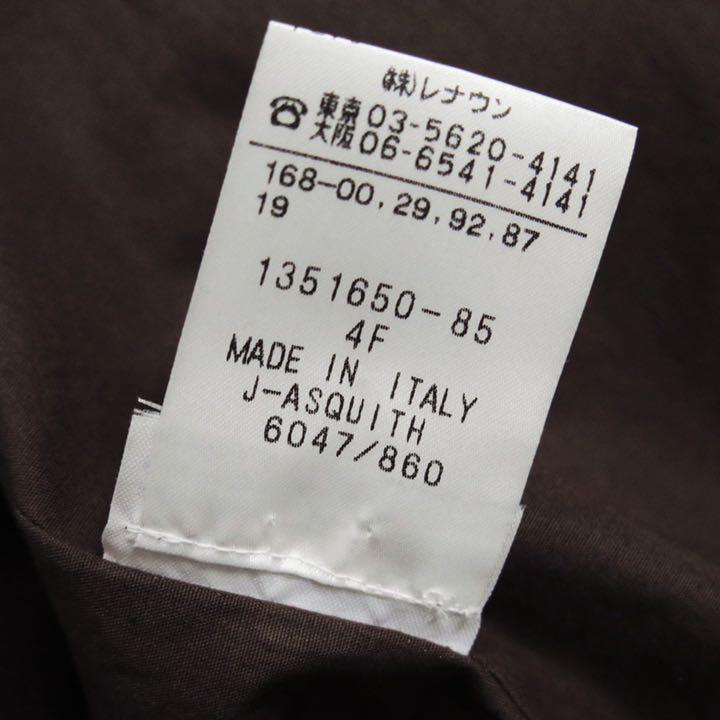 ㈱レナウン
☎東京03-5620-4141
大阪06-6541-4141
168-00,29,92,87
19
1351650-85
4F
MADE IN ITALY
J-ASQUITH
6047/860